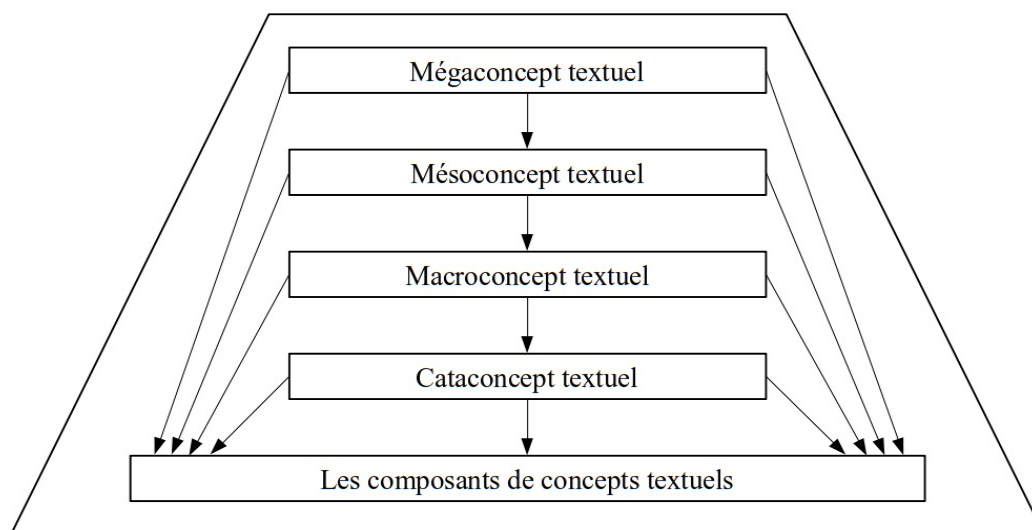 Mégaconcept textuel
Mésoconcept textuel
Macroconcept textuel
Cataconcept textuel
Les composants de concepts textuels